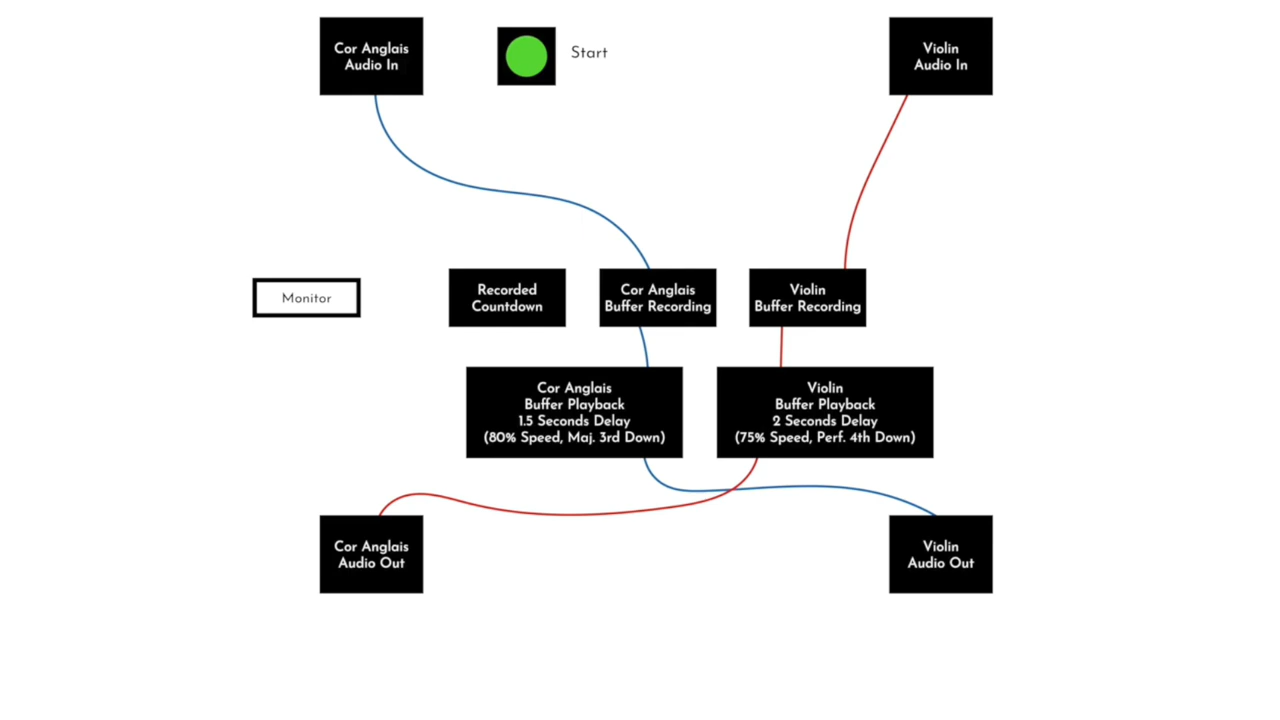 Cor Anglais
Audio In
Start
Violin
Audio In
Monitor
Recorded
Countdown
Cor Anglais
Buffer Recording
Violin
Buffer Recording
Cor Anglais
Buffer Playback
1.5 Seconds Delay
(80% Speed, Maj. 3rd Down)
Violin
Buffer Playback
2 Seconds Delay
(75% Speed, Perf. 4th Down)
Cor Anglais
Audio Out
Violin
Audio Out